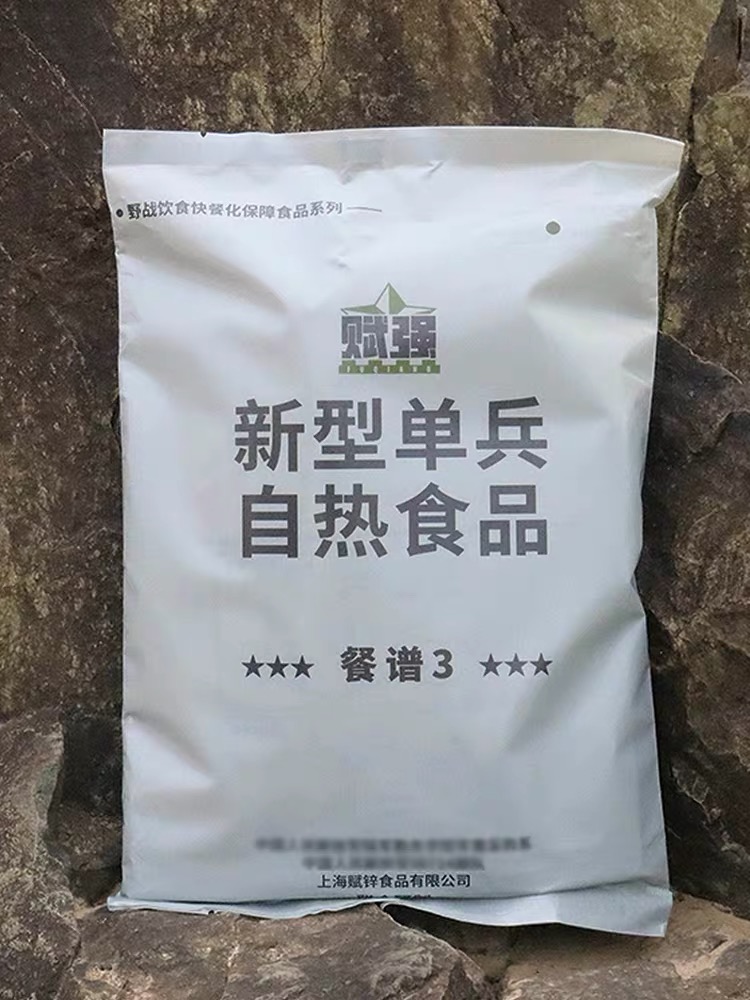 野战饮食快餐化保障食品系列
赋强
FUQIANG
新型单兵
自热食品
★★★ 餐谱3 ★★★
上海赋锌食品有限公司